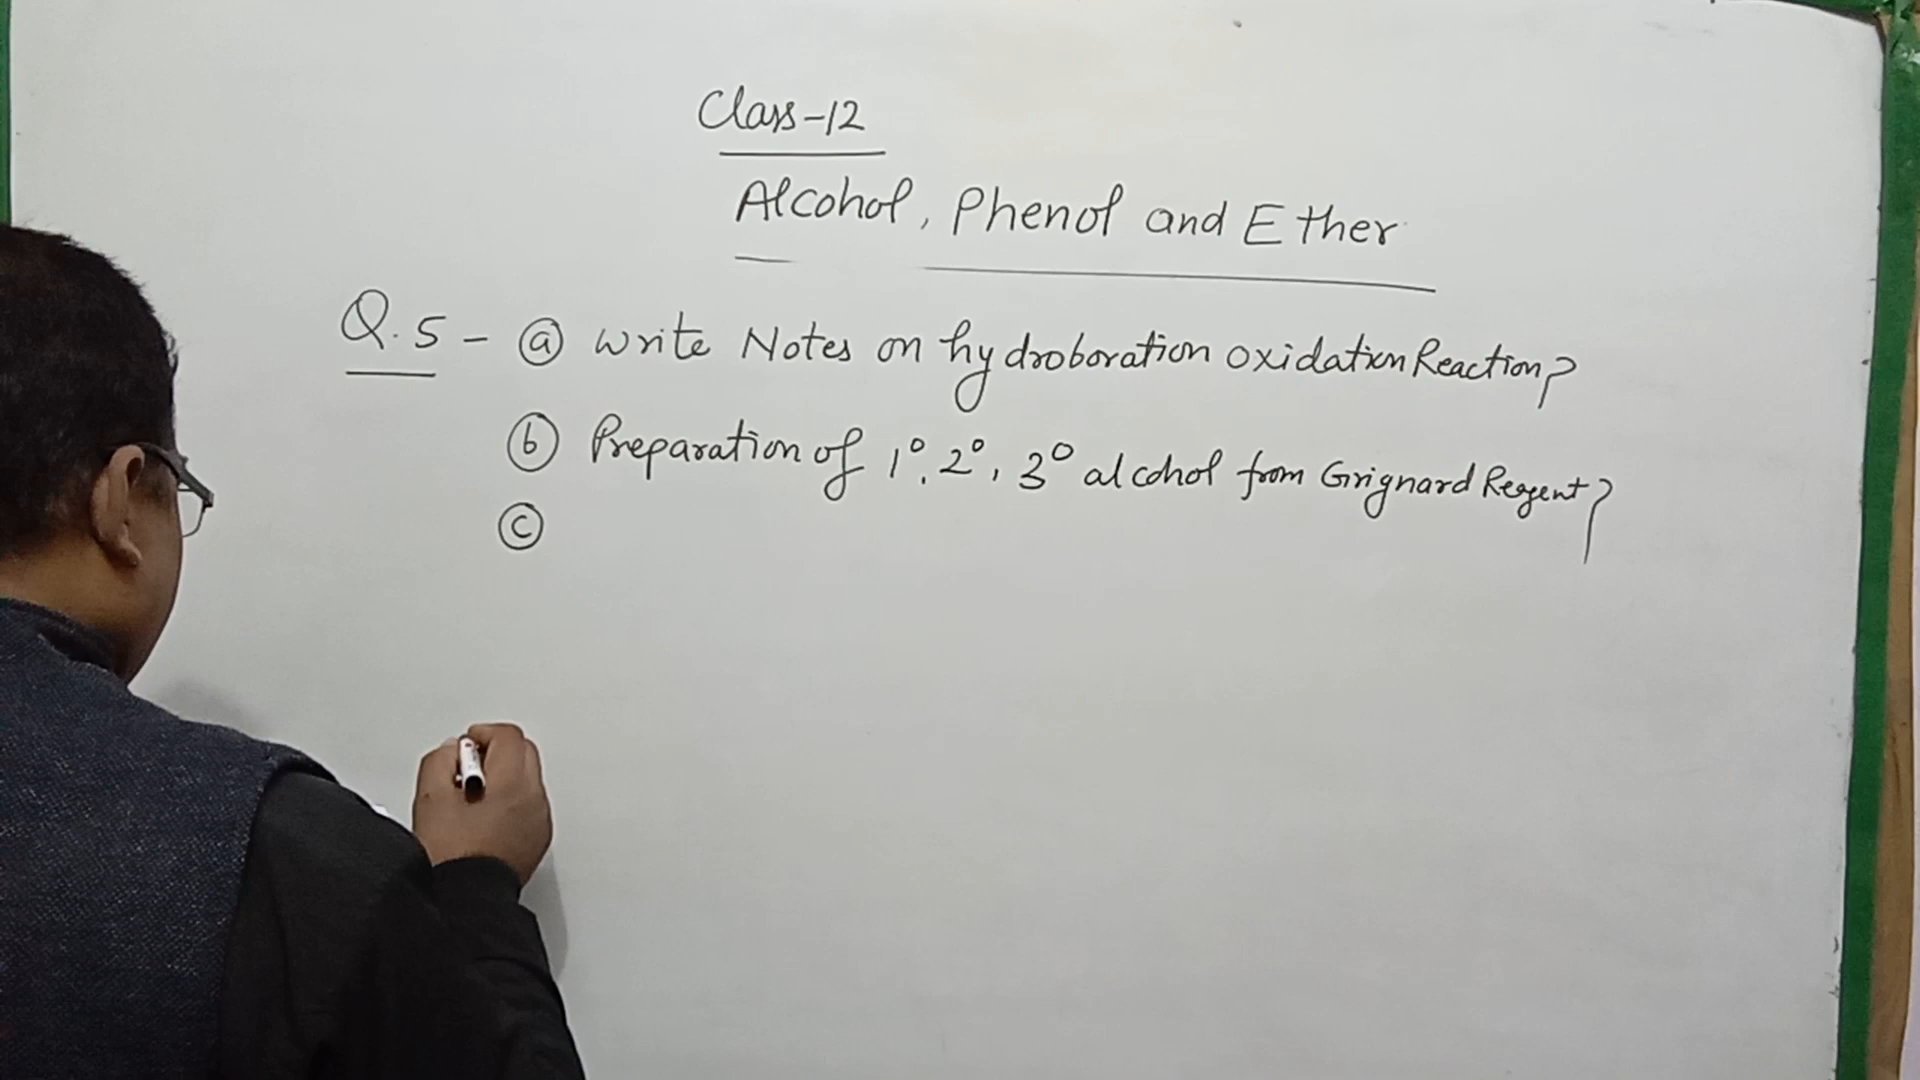 Class-12
Alcohol, Phenol and Ether
Q.5 - ⓐ Write Notes on hydroboration oxidation Reaction?
ⓑ Preparation of 1°, 2°, 3° alcohol from Grignard Regent?
ⓒ